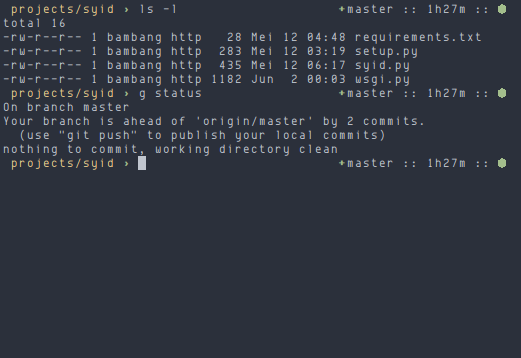 projects/syid › ls -l +master :: 1h27m :: ⬢
total 16
-rw-r--r-- 1 bambang http   28 Mei 12 04:48 requirements.txt
-rw-r--r-- 1 bambang http  283 Mei 12 03:19 setup.py
-rw-r--r-- 1 bambang http  435 Mei 12 06:17 syid.py
-rw-r--r-- 1 bambang http 1182 Jun  2 00:03 wsgi.py
projects/syid › g status +master :: 1h27m :: ⬢
On branch master
Your branch is ahead of 'origin/master' by 2 commits.
  (use "git push" to publish your local commits)
nothing to commit, working directory clean
projects/syid › +master :: 1h27m :: ⬢